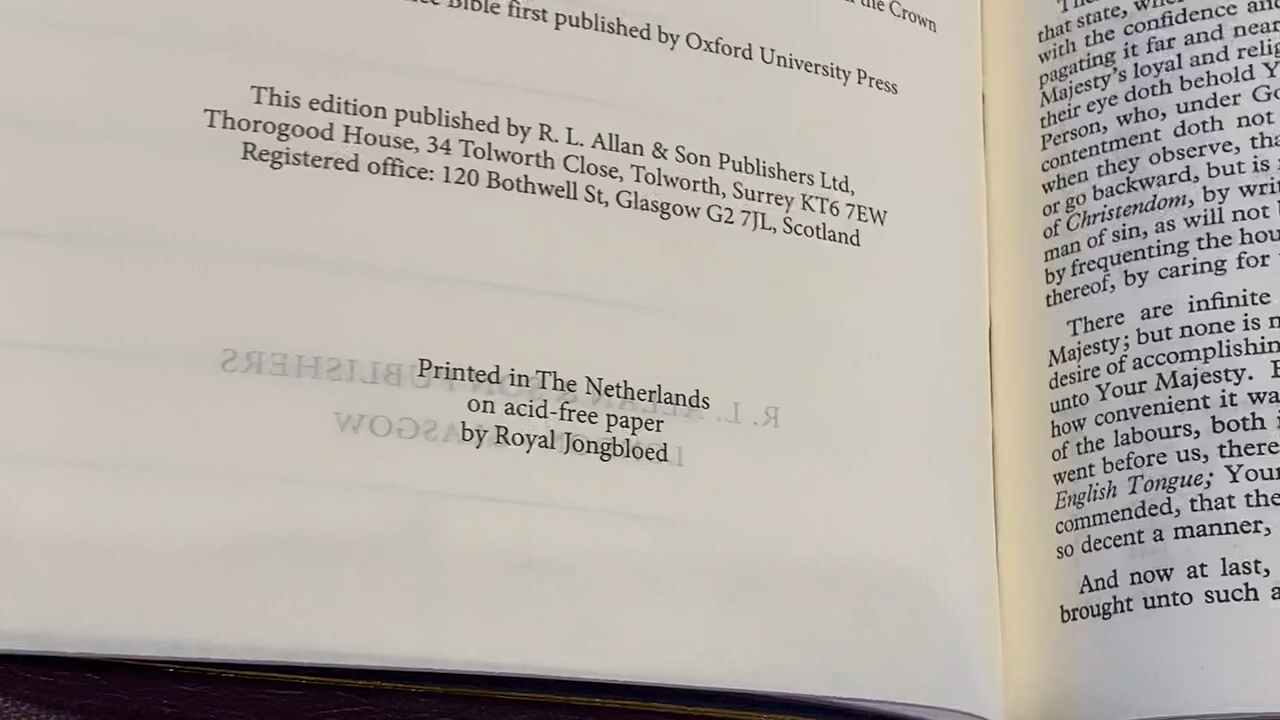 the Crown
Bible first published by Oxford University Press
This edition published by R. L. Allan & Son Publishers Ltd,
Thorogood House, 34 Tolworth Close, Tolworth, Surrey KT6 7EW
Registered office: 120 Bothwell St, Glasgow G2 7JL, Scotland
R. L. ALLAN & SON PUBLISHERS
GLASGOW
Printed in The Netherlands
on acid-free paper
by Royal Jongbloed
that state,
with the confidence and
pagating it far and near
Majesty's loyal and relig
their eye doth behold Y
Person, who, under Go
contentment doth not
when they observe, tha
or go backward, but is
of Christendom, by writ
man of sin, as will not
by frequenting the hou
thereof, by caring for
There are infinite
Majesty; but none is m
desire of accomplishin
unto Your Majesty.
how convenient it wa
of the labours, both i
went before us, there
English Tongue; Your
commended, that the
so decent a manner,
And now at last,
brought unto such a